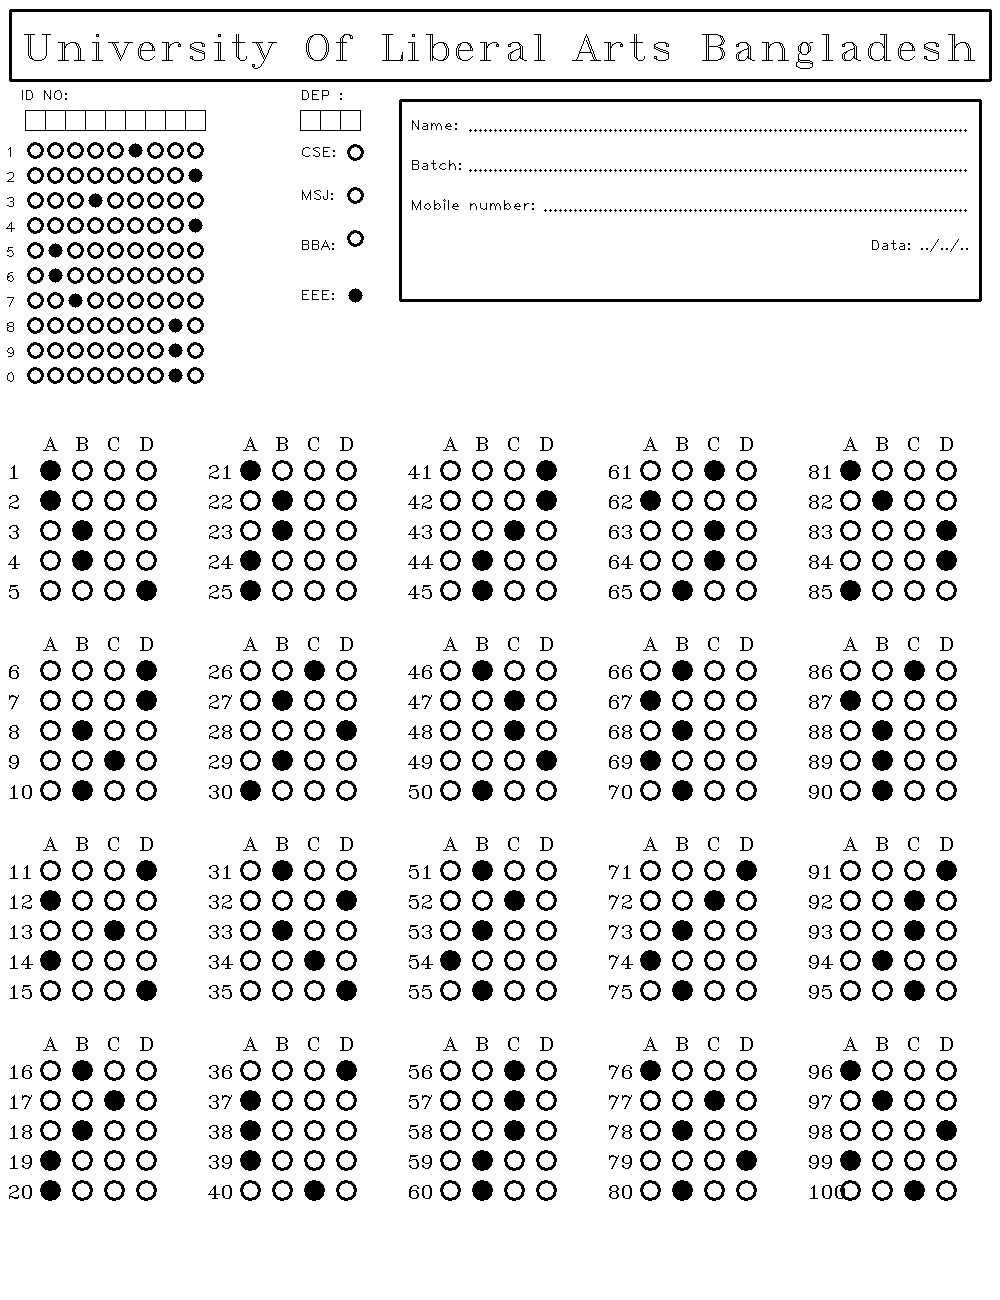 University Of Liberal Arts Bangladesh
ID NO:
DEP :
Name: ........................................................
Batch: ........................................................
Mobile number: ........................................................
Data: ../../..
CSE:
MSJ:
BBA:
EEE:
1
2
3
4
5
6
7
8
9
0
A B C D A B C D A B C D A B C D A B C D
1 21 41 61 81
2 22 42 62 82
3 23 43 63 83
4 24 44 64 84
5 25 45 65 85
A B C D A B C D A B C D A B C D A B C D
6 26 46 66 86
7 27 47 67 87
8 28 48 68 88
9 29 49 69 89
10 30 50 70 90
A B C D A B C D A B C D A B C D A B C D
11 31 51 71 91
12 32 52 72 92
13 33 53 73 93
14 34 54 74 94
15 35 55 75 95
A B C D A B C D A B C D A B C D A B C D
16 36 56 76 96
17 37 57 77 97
18 38 58 78 98
19 39 59 79 99
20 40 60 80 100